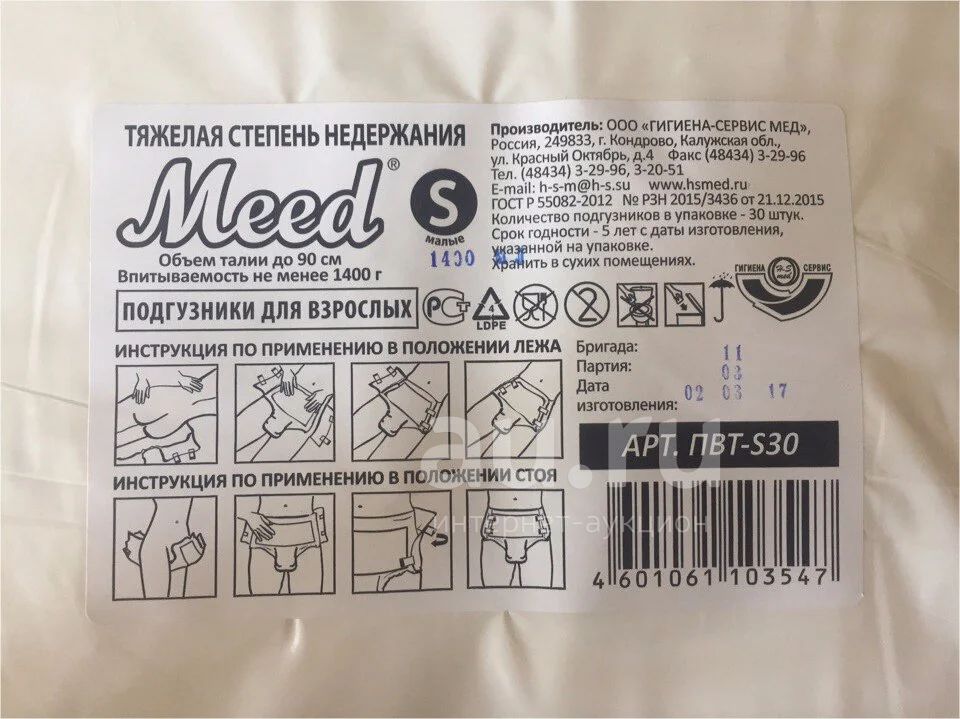 ТЯЖЕЛАЯ СТЕПЕНЬ НЕДЕРЖАНИЯ
Meed®
S
малые
1400 мл
Объем талии до 90 см
Впитываемость не менее 1400 г
ПОДГУЗНИКИ ДЛЯ ВЗРОСЛЫХ
Производитель: ООО «ГИГИЕНА-СЕРВИС МЕД»,
Россия, 249833, г. Кондрово, Калужская обл.,
ул. Красный Октябрь, д.4 Факс (48434) 3-29-96
Тел. (48434) 3-29-96, 3-20-51
E-mail: h-s-m@h-s.su www.hsmed.ru
ГОСТ Р 55082-2012 № РЗН 2015/3436 от 21.12.2015
Количество подгузников в упаковке - 30 штук.
Срок годности - 5 лет с даты изготовления,
указанной на упаковке.
Хранить в сухих помещениях.
РСТ
4
LDPE
2
ГИГИЕНА СЕРВИС
H-S
med
ИНСТРУКЦИЯ ПО ПРИМЕНЕНИЮ В ПОЛОЖЕНИИ ЛЕЖА
Бригада: 11
Партия: 03
Дата
изготовления: 02 03 17
АРТ. ПВТ-S30
ИНСТРУКЦИЯ ПО ПРИМЕНЕНИЮ В ПОЛОЖЕНИИ СТОЯ
4 601061 103547
au.ru
интернет-аукцион